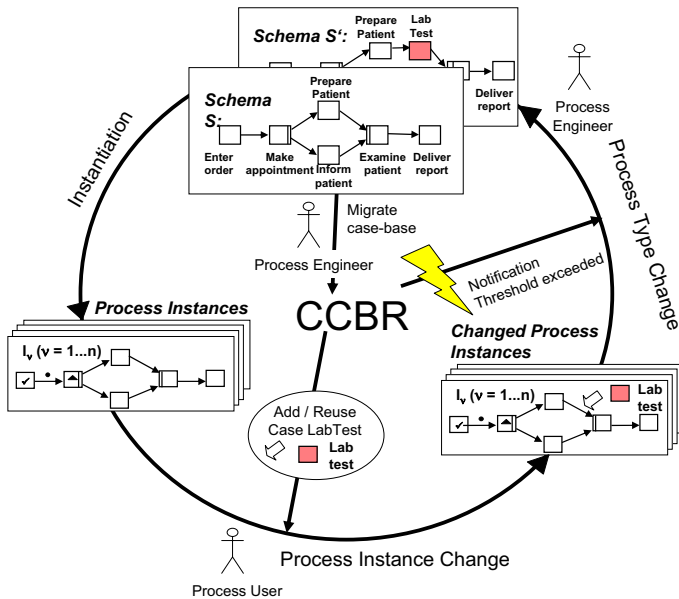 Schema S‘:
Prepare
Patient
Lab
Test
Deliver
report
Process
Engineer
Schema
S:
Prepare
Patient
Enter
order
Make
appointment
Inform
patient
Examine
patient
Deliver
report
Instantiation
Process Type Change
Migrate
case-base
Process Engineer
Notification
Threshold exceeded
CCBR
Process Instances
Iν (ν = 1...n)
Changed Process
Instances
Iν (ν = 1...n)
Lab
test
Add / Reuse
Case LabTest
Lab
test
Process Instance Change
Process User